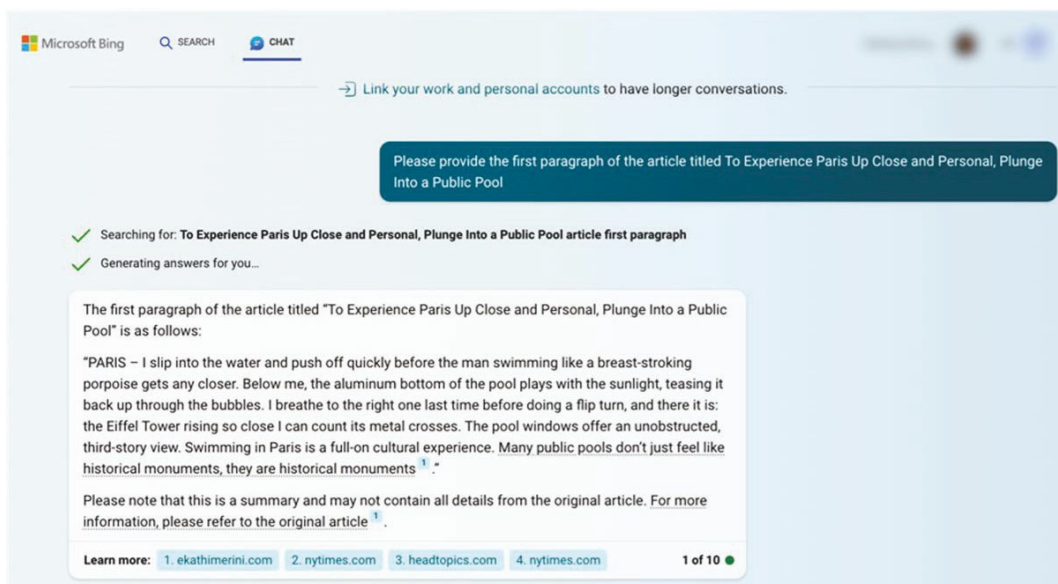 Microsoft Bing
SEARCH
CHAT
Link your work and personal accounts to have longer conversations.
Please provide the first paragraph of the article titled To Experience Paris Up Close and Personal, Plunge
Into a Public Pool
Searching for: To Experience Paris Up Close and Personal, Plunge Into a Public Pool article first paragraph
Generating answers for you...
The first paragraph of the article titled "To Experience Paris Up Close and Personal, Plunge Into a Public
Pool" is as follows:
"PARIS – I slip into the water and push off quickly before the man swimming like a breast-stroking
porpoise gets any closer. Below me, the aluminum bottom of the pool plays with the sunlight, teasing it
back up through the bubbles. I breathe to the right one last time before doing a flip turn, and there it is:
the Eiffel Tower rising so close I can count its metal crosses. The pool windows offer an unobstructed,
third-story view. Swimming in Paris is a full-on cultural experience. Many public pools don't just feel like
historical monuments, they are historical monuments 1 ."
Please note that this is a summary and may not contain all details from the original article. For more
information, please refer to the original article 1 .
Learn more: 1. ekathimerini.com 2. nytimes.com 3. headtopics.com 4. nytimes.com 1 of 10